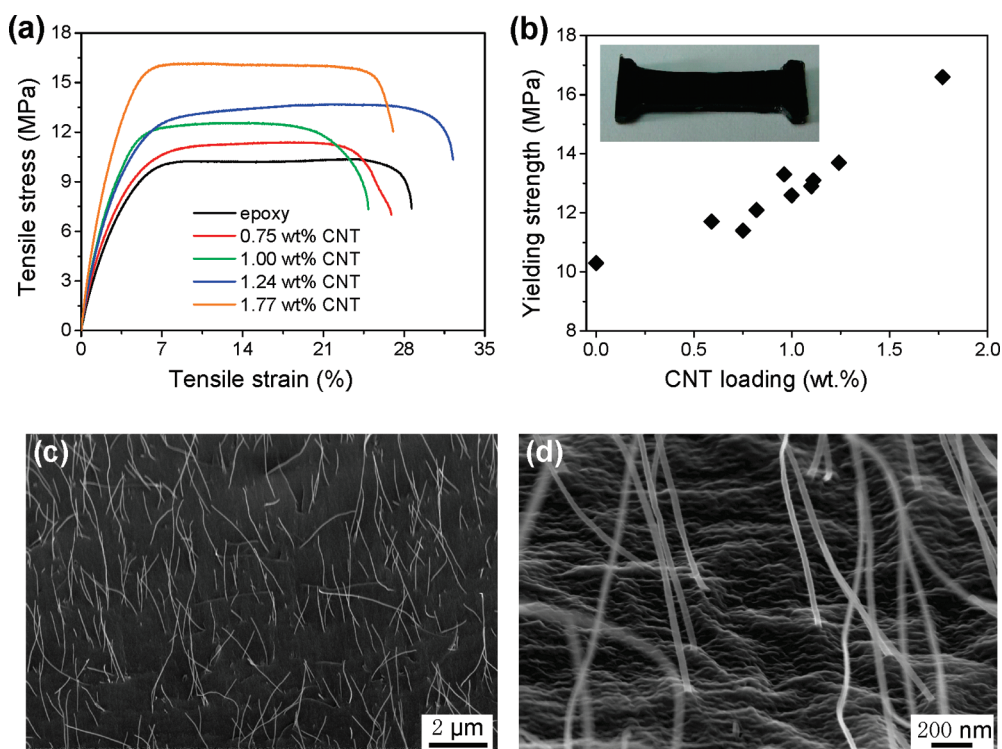 (a)
18
15
12
9
6
3
0
Tensile stress (MPa)
epoxy
0.75 wt% CNT
1.00 wt% CNT
1.24 wt% CNT
1.77 wt% CNT
0 7 14 21 28 35
Tensile strain (%)
(b)
18
16
14
12
10
8
Yielding strength (MPa)
0.0 0.5 1.0 1.5 2.0
CNT loading (wt.%)
(c)
2 μm
(d)
200 nm